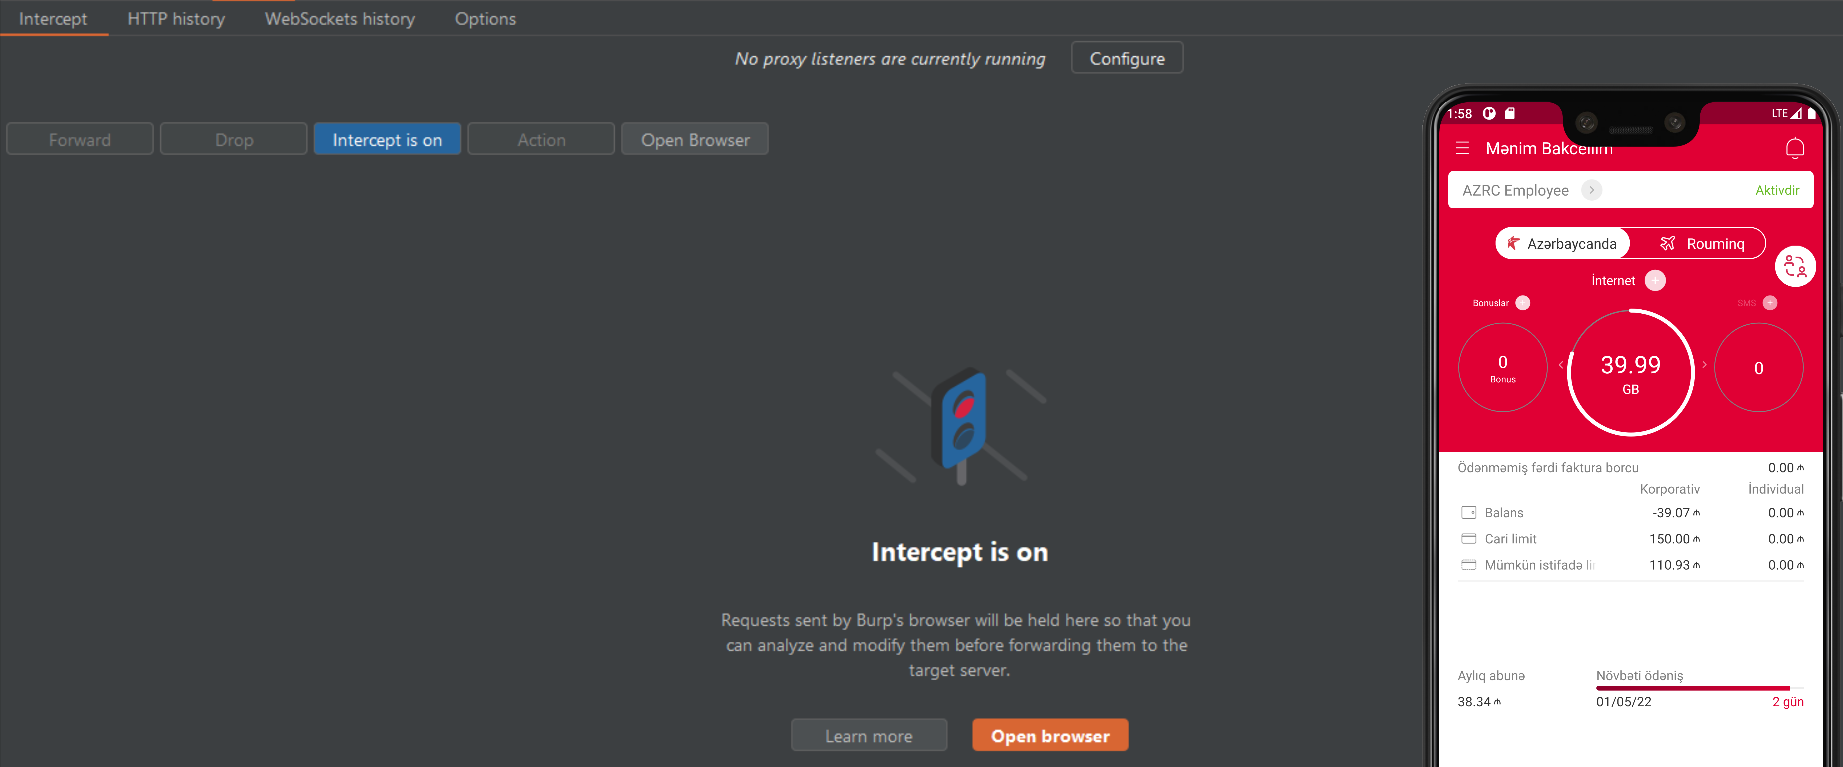 Intercept HTTP history WebSockets history Options
No proxy listeners are currently running Configure
Forward Drop Intercept is on Action Open Browser
Intercept is on
Requests sent by Burp's browser will be held here so that you
can analyze and modify them before forwarding them to the
target server.
Learn more Open browser
1:58 LTE
Mənim Bakcellim
AZRC Employee Aktivdir
Azərbaycanda Rouminq
İnternet +
Bonuslar + SMS +
0 Bonus
39.99 GB
0
Ödənməmiş fərdi faktura borcu 0.00 ₼
Korporativ İndividual
Balans -39.07 ₼ 0.00 ₼
Cari limit 150.00 ₼ 0.00 ₼
Mümkün istifadə li 110.93 ₼ 0.00 ₼
Aylıq abunə Növbəti ödəniş
38.34 ₼ 01/05/22 2 gün